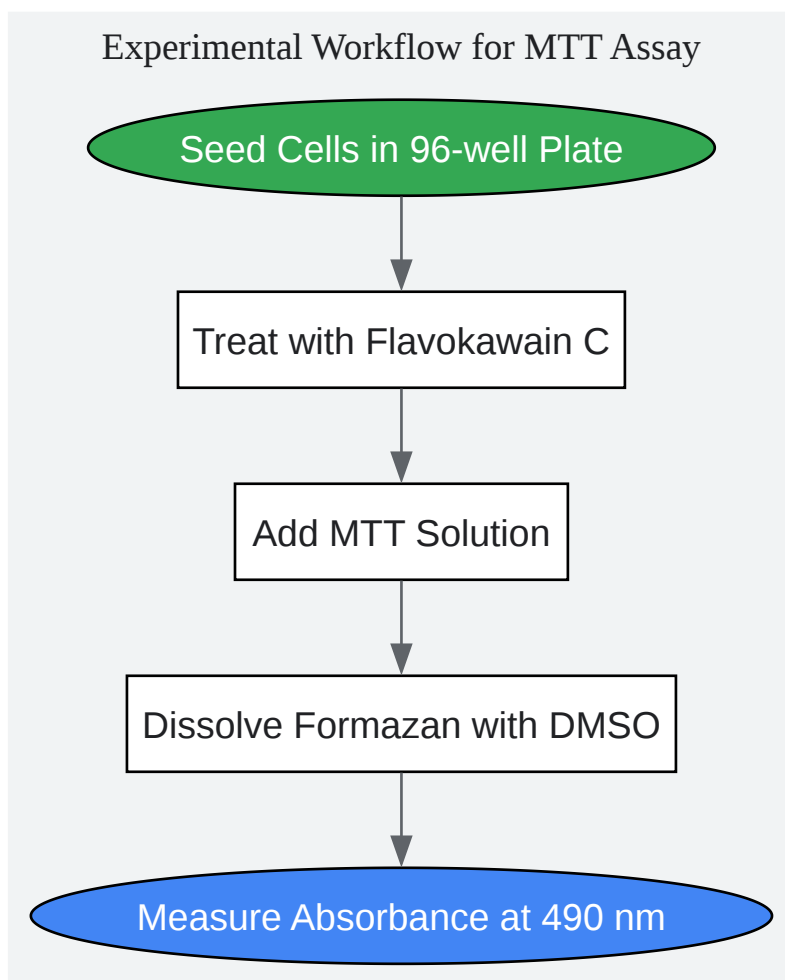 Experimental Workflow for MTT Assay
Seed Cells in 96-well Plate
Treat with Flavokawain C
Add MTT Solution
Dissolve Formazan with DMSO
Measure Absorbance at 490 nm